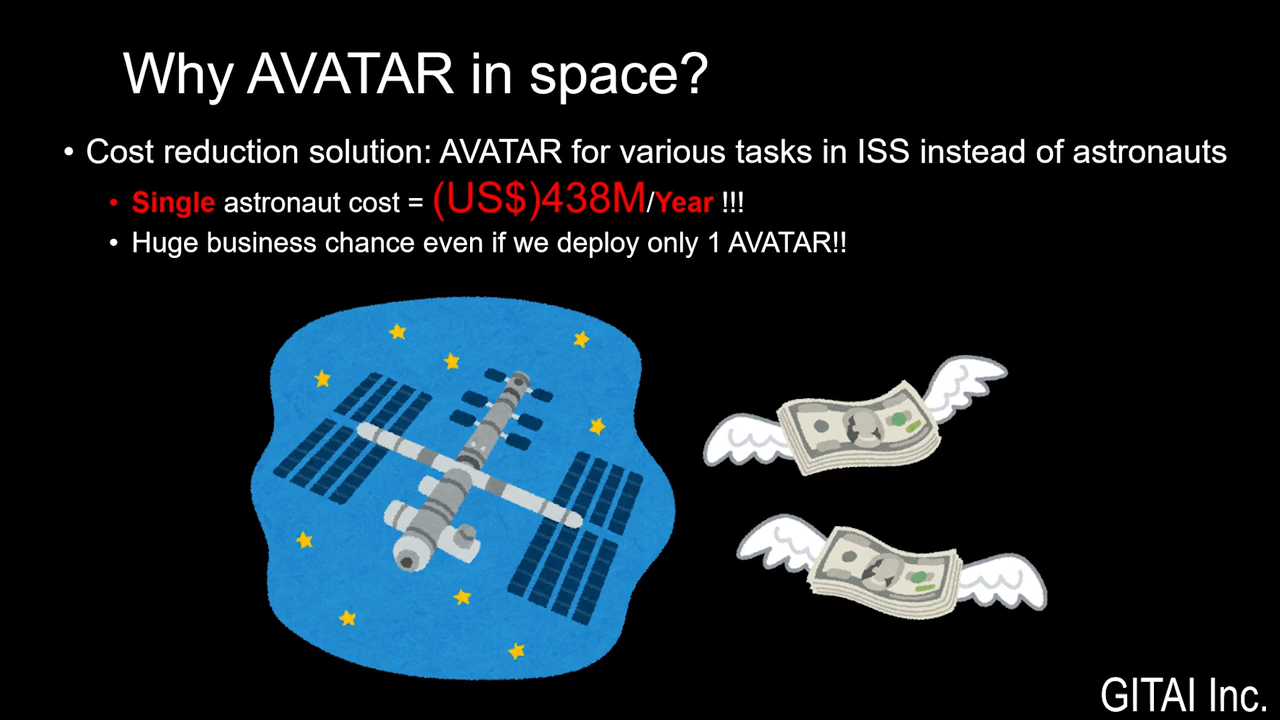 Why AVATAR in space?
• Cost reduction solution: AVATAR for various tasks in ISS instead of astronauts
• Single astronaut cost = (US$)438M/Year !!!
• Huge business chance even if we deploy only 1 AVATAR!!
GITAI Inc.